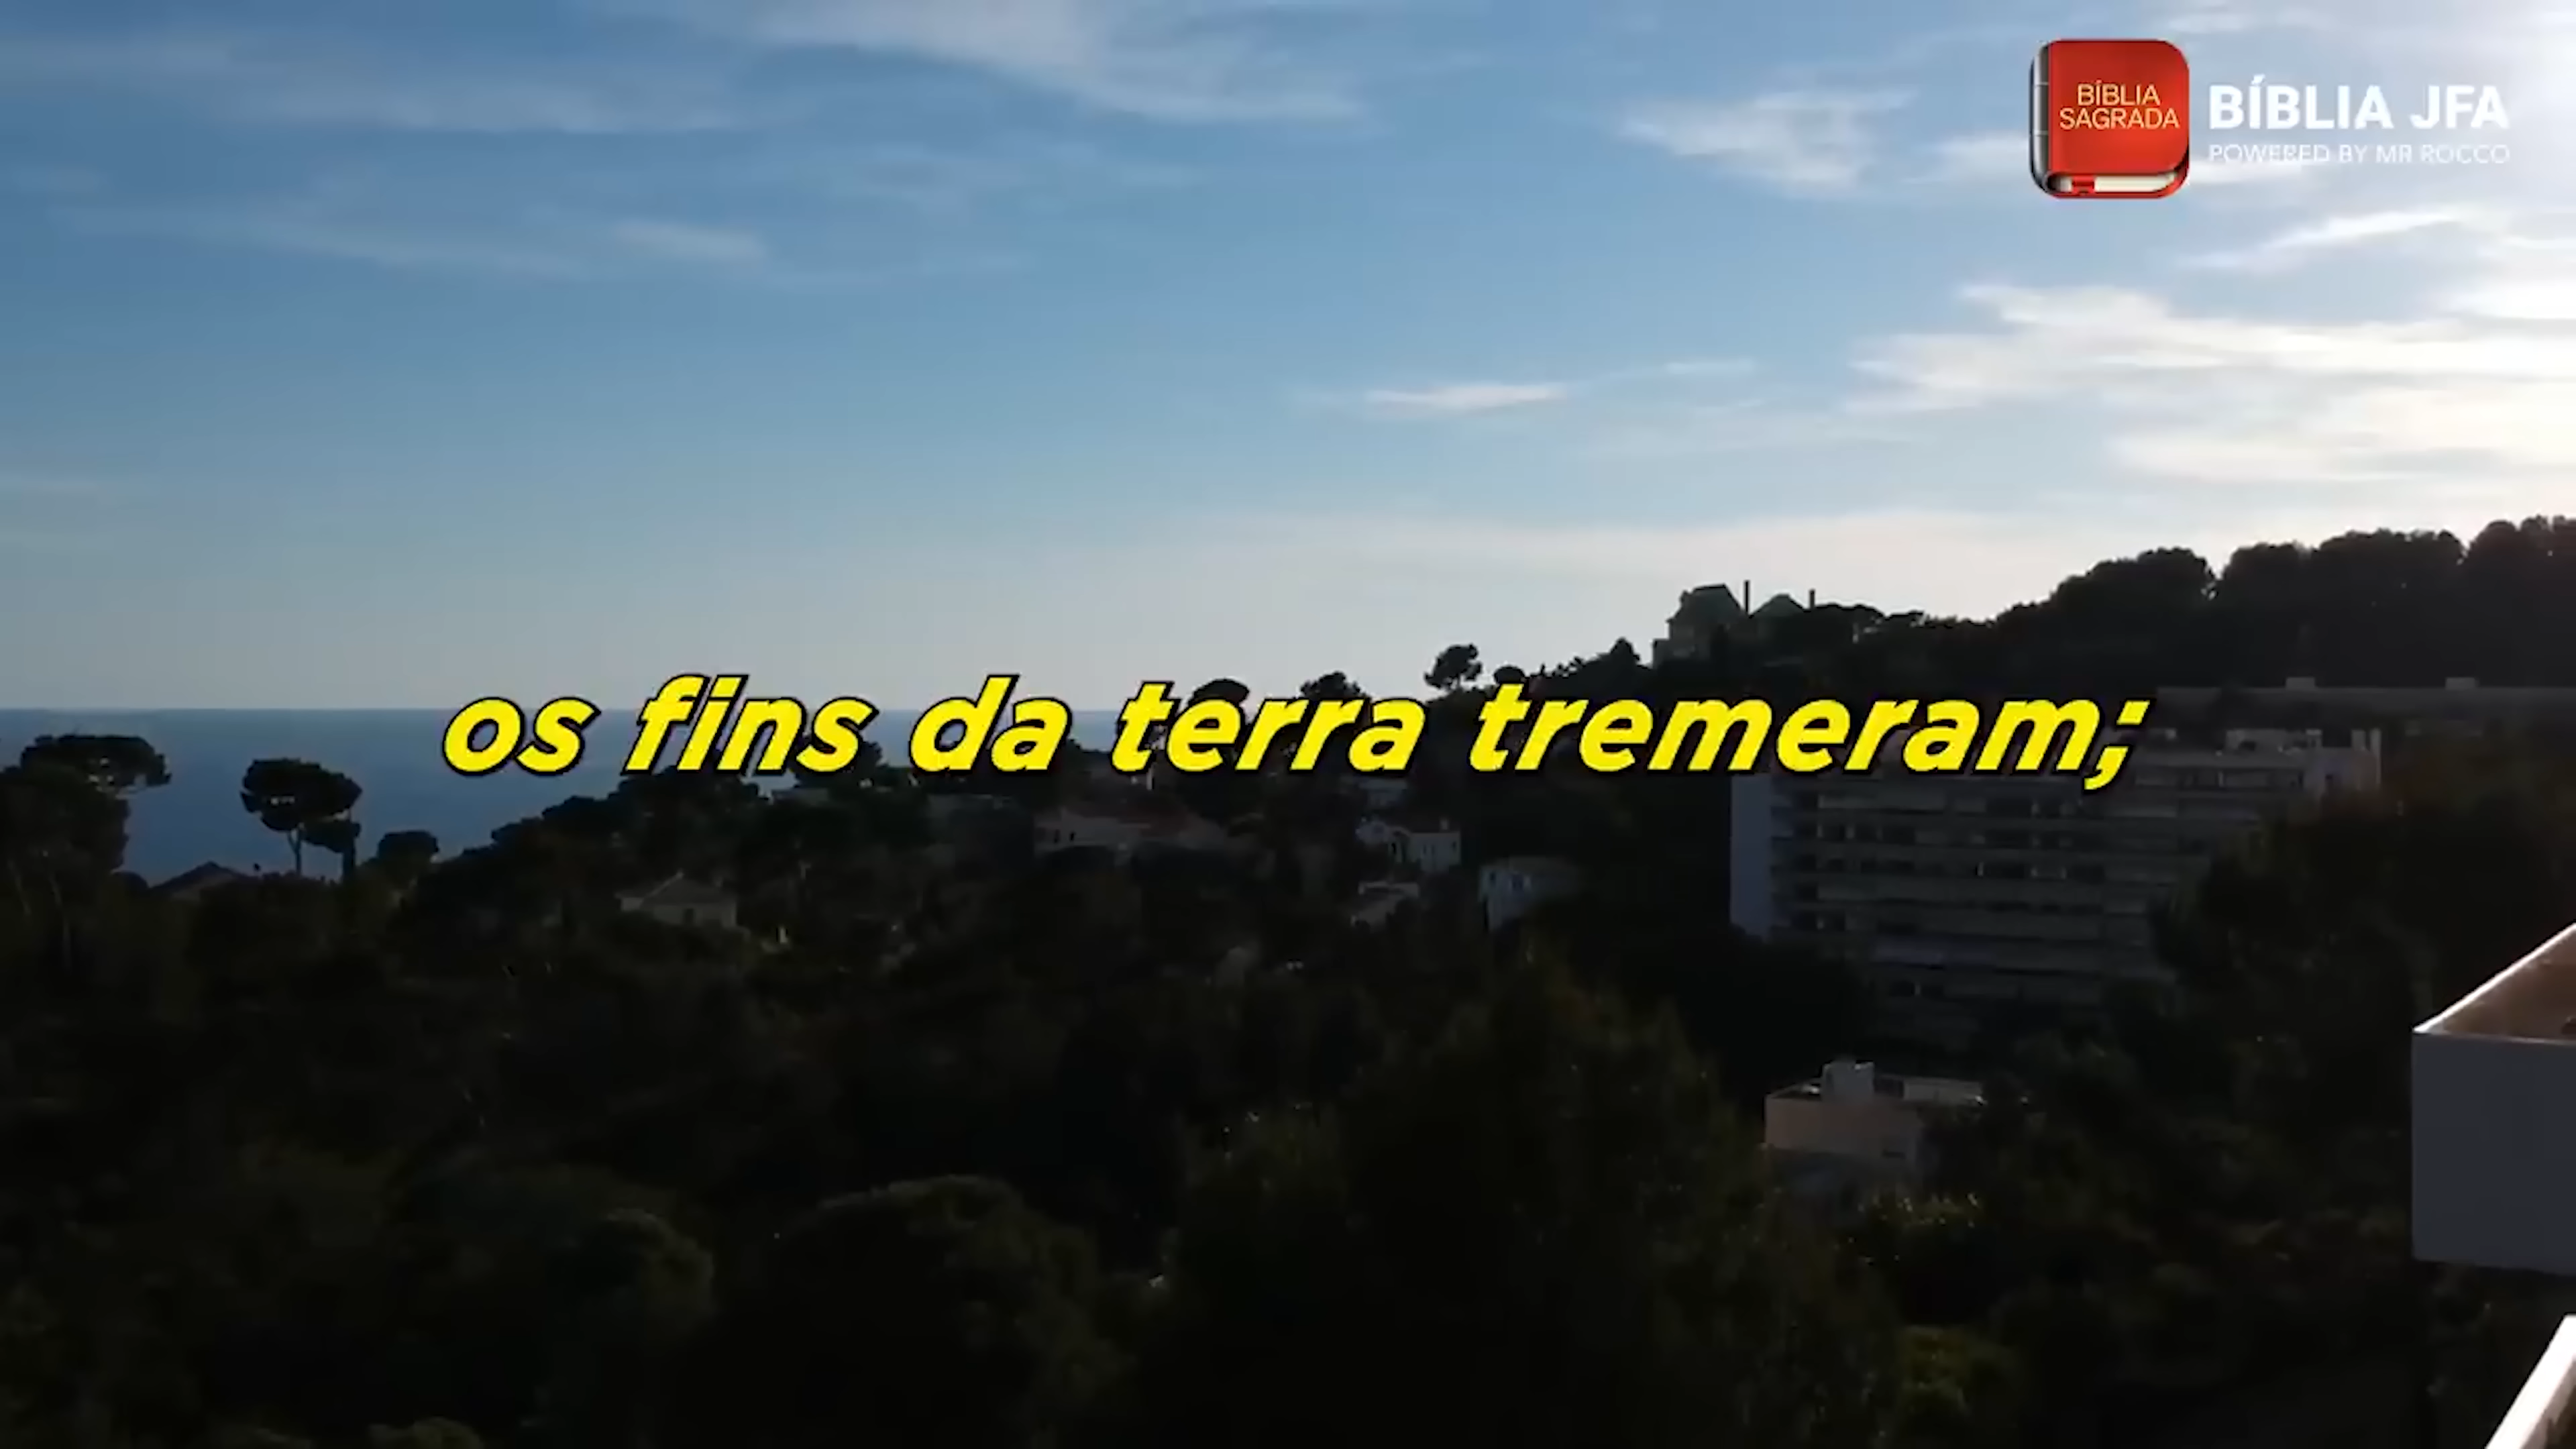 BÍBLIA
SAGRADA
BÍBLIA JFA
POWERED BY MR ROCCO
os fins da terra tremeram;